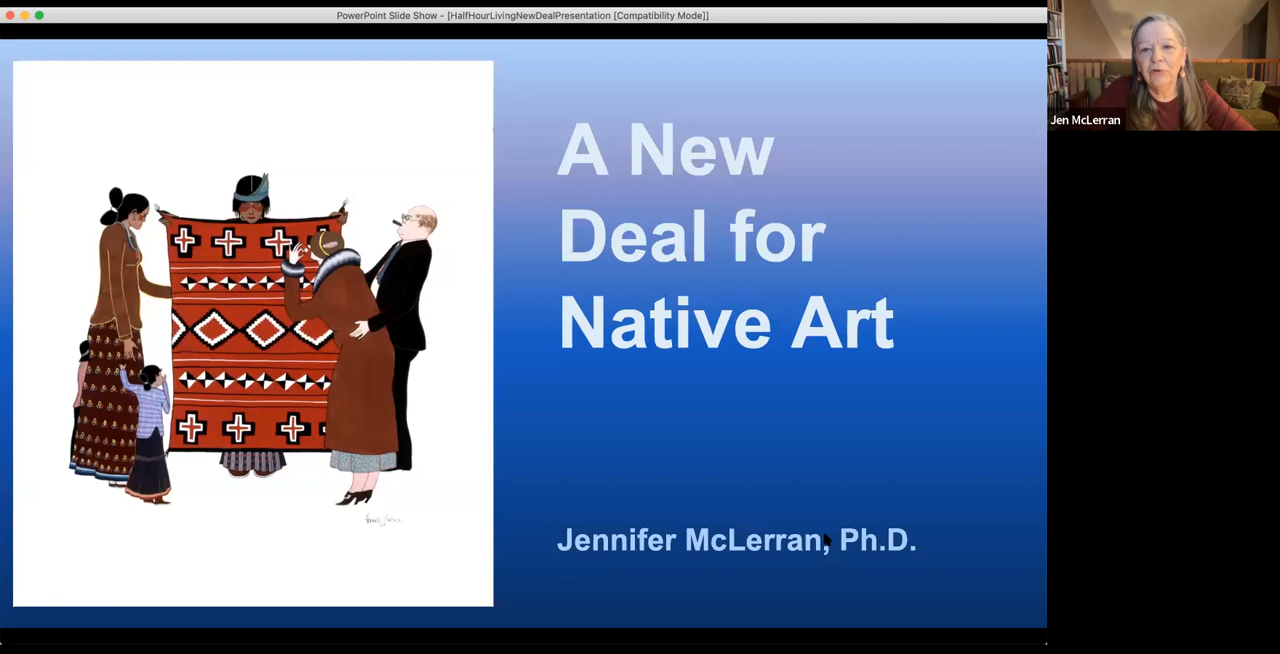 PowerPoint Slide Show - [HalfHourLivingNewDealPresentation [Compatibility Mode]]
Jen McLerran
A New
Deal for
Native Art
Jennifer McLerran, Ph.D.